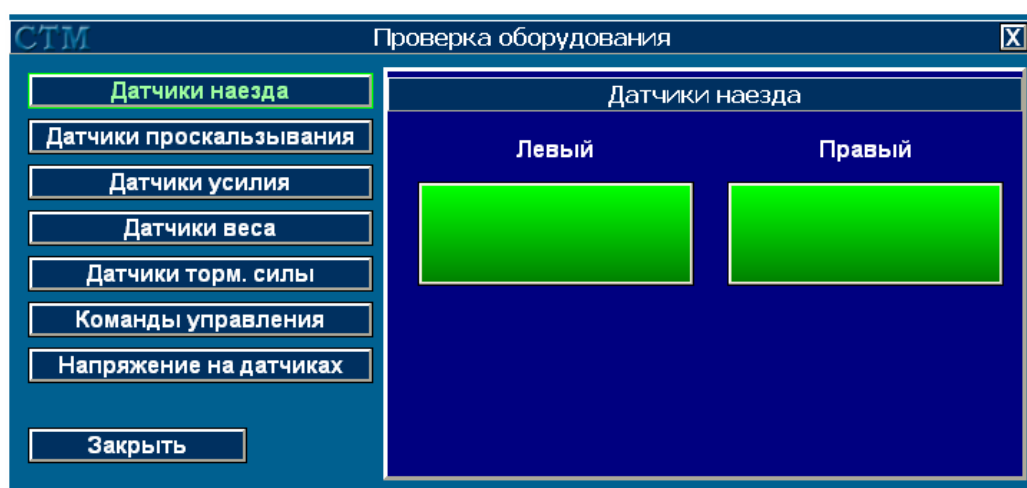 СТМ
Проверка оборудования
X
Датчики наезда
Датчики проскальзывания
Датчики усилия
Датчики веса
Датчики торм. силы
Команды управления
Напряжение на датчиках
Закрыть
Датчики наезда
Левый
Правый